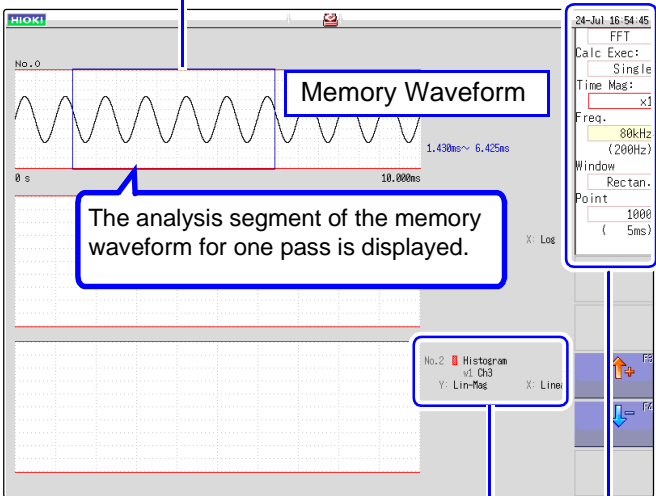 HIOKI
24-Jul 16:54:45
FFT
Calc Exec:
Single
Time Mag:
x1
Freq.
80kHz
(200Hz)
Window
Rectan.
Point
1000
( 5ms)
No.0
Memory Waveform
1.430ms~ 6.425ms
0 s
10.000ms
The analysis segment of the memory
waveform for one pass is displayed.
X: Log
No.2 Histogram
w1 Ch3
Y: Lin-Mag X: Linea
F3
F4